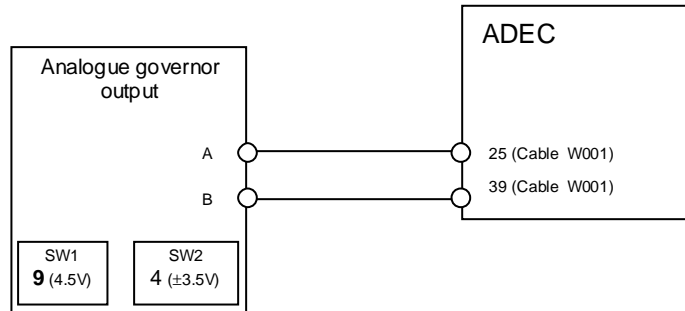 Analogue governor
output
ADEC
A
25 (Cable W001)
B
39 (Cable W001)
SW1
9 (4.5V)
SW2
4 (±3.5V)